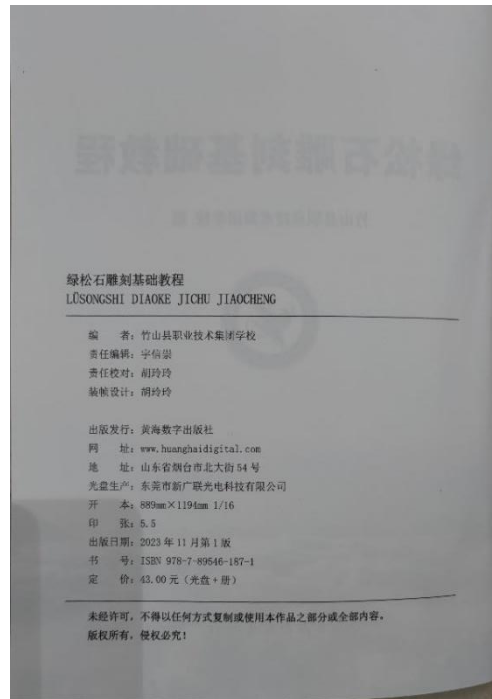 绿松石雕刻基础教程
绿松石雕刻基础教程
LÜSONGSHI DIAOKE JICHU JIAOCHENG
编 者：竹山县职业技术集团学校
责任编辑：宇信崇
责任校对：胡玲玲
装帧设计：胡玲玲
出版发行：黄海数字出版社
网 址：www.huanghaidigital.com
地 址：山东省烟台市北大街54号
光盘生产：东莞市新广联光电科技有限公司
开 本：889mm×1194mm 1/16
印 张：5.5
出版日期：2023年11月第1版
书 号：ISBN 978-7-89546-187-1
定 价：43.00元（光盘+册）
未经许可，不得以任何方式复制或使用本作品之部分或全部内容。
版权所有，侵权必究！